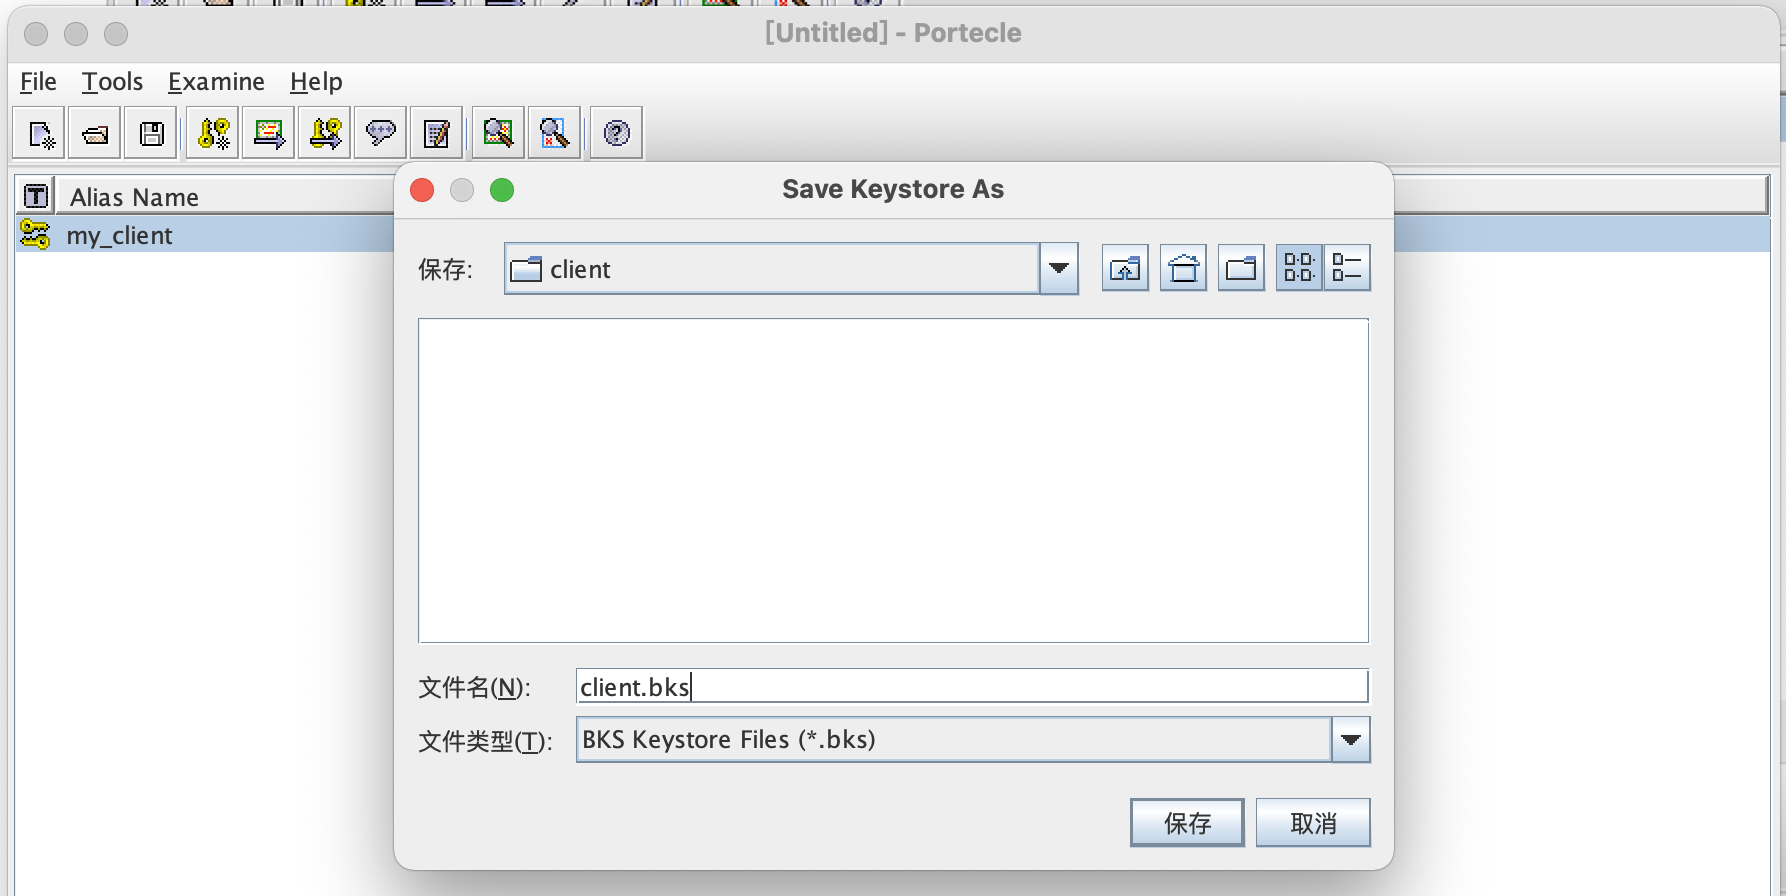 [Untitled] - Portecle
File Tools Examine Help
Alias Name
my_client
Save Keystore As
保存:
client
文件名(N):
client.bks
文件类型(T):
BKS Keystore Files (*.bks)
保存
取消